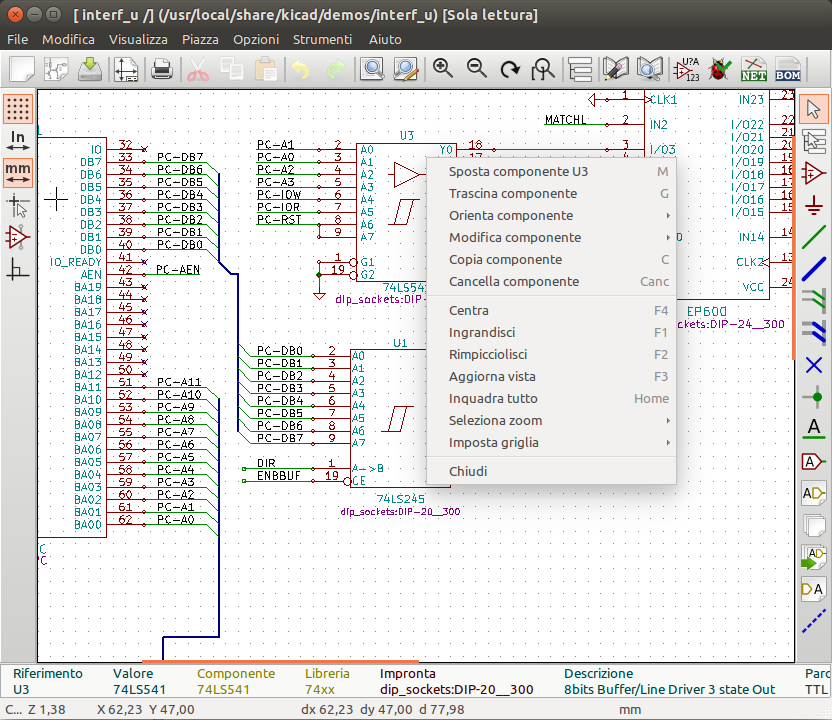 [ interf_u /] (/usr/local/share/kicad/demos/interf_u) [Sola lettura]
File Modifica Visualizza Piazza Opzioni Strumenti Aiuto
U?A
123
NET
BOM
In
mm
IO 32
DB7 33 PC-DB7
DB6 34 PC-DB6
DB5 35 PC-DB5
DB4 36 PC-DB4
DB3 37 PC-DB3
DB2 38 PC-DB2
DB1 39 PC-DB1
DB0 40 PC-DB0
IO_READY 41
AEN 42 PC-AEN
BA19 43
BA18 44
BA17 45
BA16 46
BA15 47
BA14 48
BA13 49
BA12 50
BA11 51 PC-A11
BA10 52 PC-A10
BA09 53 PC-A9
BA08 54 PC-A8
BA07 55 PC-A7
BA06 56 PC-A6
BA05 57 PC-A5
BA04 58 PC-A4
BA03 59 PC-A3
BA02 60 PC-A2
BA01 61 PC-A1
BA00 62 PC-A0
U3
PC-A1 2 A0 Y0 18
PC-A0 3 A1
PC-A2 4 A2
PC-A3 5 A3
PC-IOW 6 A4
PC-IOR 7 A5
PC-RST 8 A6
9 A7
1 G1
19 G2
74LS541
dip_sockets:DIP-
U1
PC-DB0 2 A0
PC-DB1 3 A1
PC-DB2 4 A2
PC-DB3 5 A3
PC-DB4 6 A4
PC-DB5 7 A5
PC-DB6 8 A6
PC-DB7 9 A7
DIR 1 A->B
ENBBUF 19 CE
74LS245
dip_sockets:DIP-20__300
1 CLK1 IN23 23
MATCHL 2 IN2 I/O22 22
3 I/O3 I/O21 21
I/O20 20
I/O19 19
I/O18 18
I/O17 17
I/O16 16
I/O15 15
IN14 14
CLK2 13
VCC 24
EP600
ckets:DIP-24__300
Sposta componente U3 M
Trascina componente G
Orienta componente
Modifica componente
Copia componente C
Cancella componente Canc
Centra F4
Ingrandisci F1
Rimpicciolisci F2
Aggiorna vista F3
Inquadra tutto Home
Seleziona zoom
Imposta griglia
Chiudi
Riferimento Valore Componente Libreria Impronta Descrizione Parc
U3 74LS541 74LS541 74xx dip_sockets:DIP-20__300 8bits Buffer/Line Driver 3 state Out TTL
C... Z 1,38 X 62,23 Y 47,00 dx 62,23 dy 47,00 d 77,98 mm